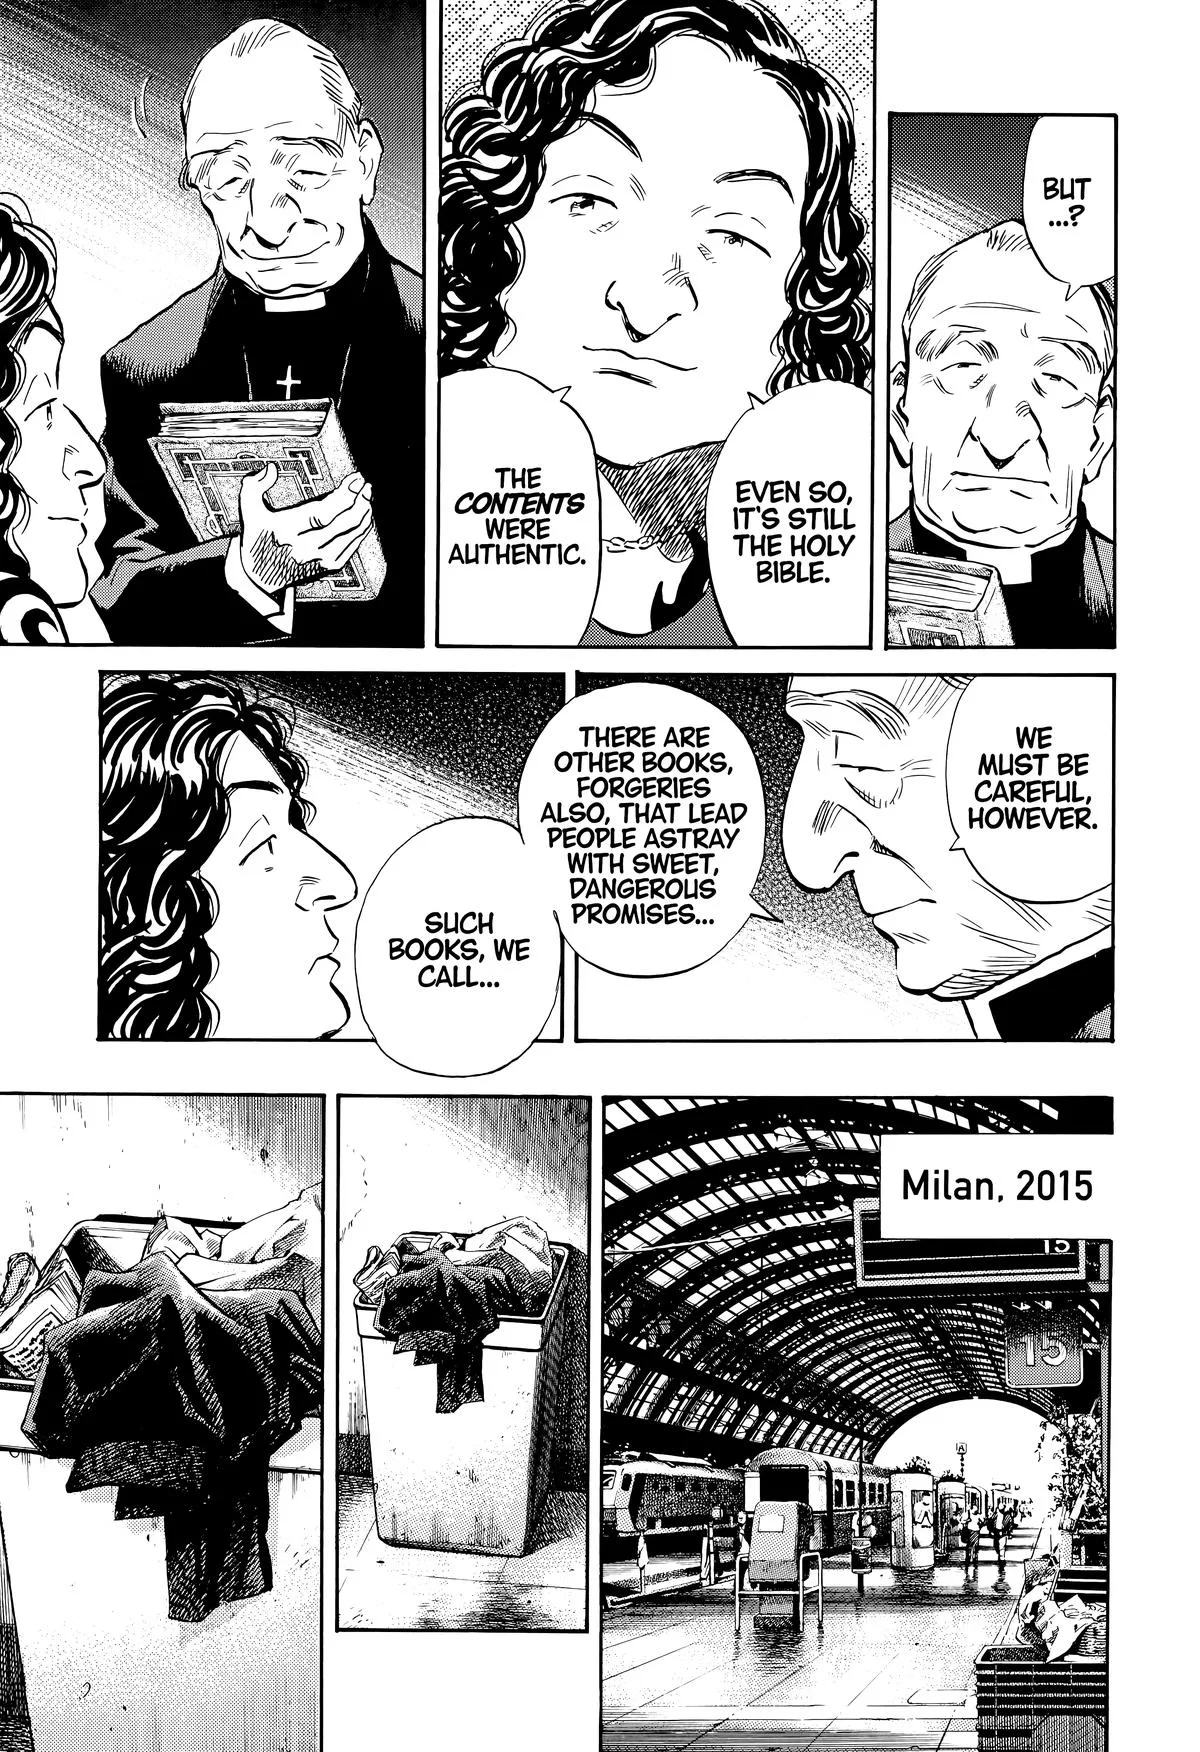 BUT
...?
EVEN SO,
IT'S STILL
THE HOLY
BIBLE.
THE
CONTENTS
WERE
AUTHENTIC.
WE
MUST BE
CAREFUL,
HOWEVER.
THERE ARE
OTHER BOOKS,
FORGERIES
ALSO, THAT LEAD
PEOPLE ASTRAY
WITH SWEET,
DANGEROUS
PROMISES...
SUCH
BOOKS, WE
CALL...
Milan, 2015
15
15
A